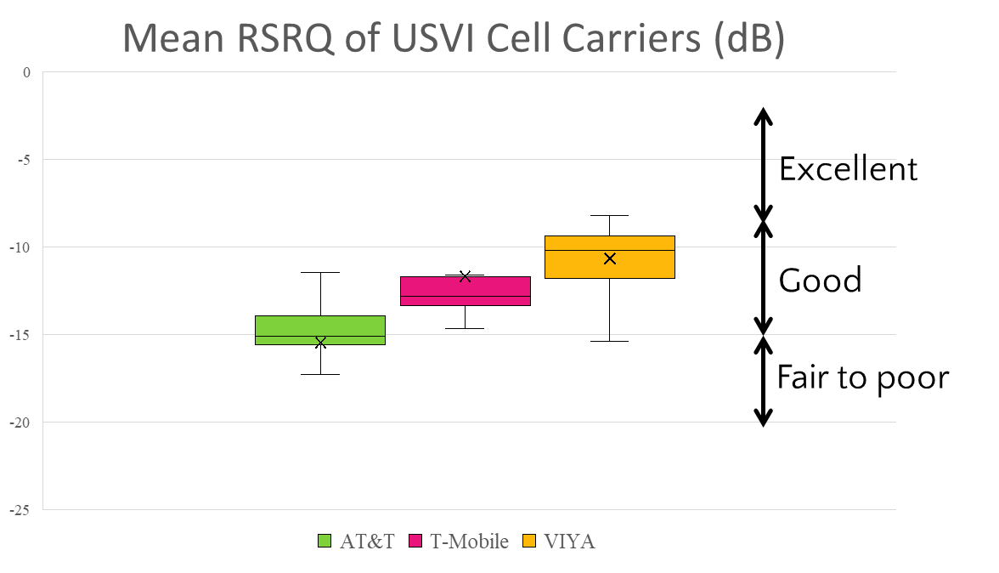 Mean RSRQ of USVI Cell Carriers (dB)
0
-5
-10
-15
-20
-25
Excellent
Good
Fair to poor
AT&T T-Mobile VIYA